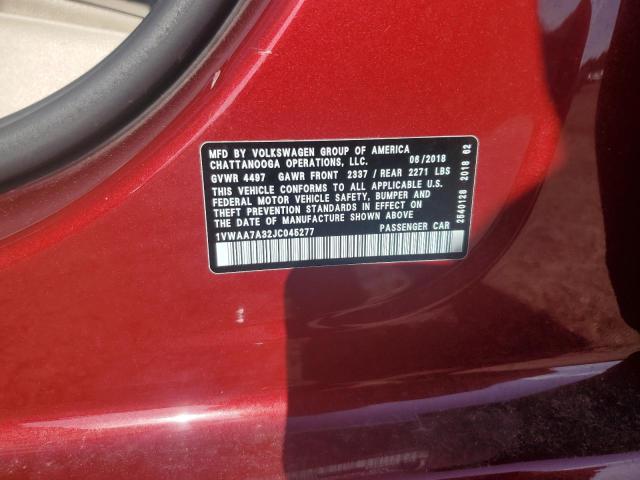 MFD BY VOLKSWAGEN GROUP OF AMERICA
CHATTANOOGA OPERATIONS, LLC. 06/2018
GVWR 4497 GAWR FRONT 2337 / REAR 2271 LBS
THIS VEHICLE CONFORMS TO ALL APPLICABLE U.S.
FEDERAL MOTOR VEHICLE SAFETY, BUMPER AND
THEFT PREVENTION STANDARDS IN EFFECT ON
THE DATE OF MANUFACTURE SHOWN ABOVE
1VWAA7A32JC045277 PASSENGER CAR
2640128 2018 62